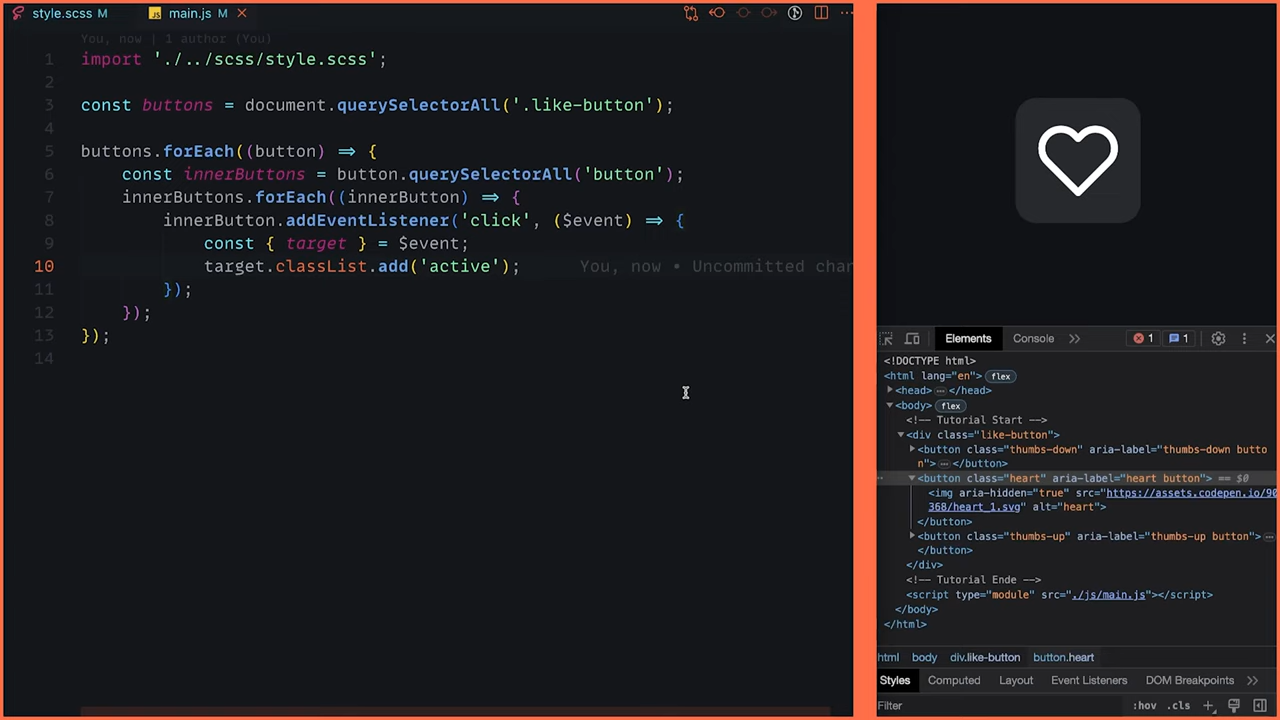 style.scss M
main.js M
You, now | 1 author (You)
1 import './../scss/style.scss';
2
3 const buttons = document.querySelectorAll('.like-button');
4
5 buttons.forEach((button) => {
6 const innerButtons = button.querySelectorAll('button');
7 innerButtons.forEach((innerButton) => {
8 innerButton.addEventListener('click', ($event) => {
9 const { target } = $event;
10 target.classList.add('active'); You, now • Uncommitted chan
11 });
12 });
13 });
14
Elements Console 1 1
<!DOCTYPE html>
<html lang="en"> flex
<head> ⋯ </head>
<body> flex
<!-- Tutorial Start -->
<div class="like-button">
<button class="thumbs-down" aria-label="thumbs-down butto
n"> ⋯ </button>
<button class="heart" aria-label="heart button"> == $0
<img aria-hidden="true" src="https://assets.codepen.io/90
368/heart_1.svg" alt="heart">
</button>
<button class="thumbs-up" aria-label="thumbs-up button"> ⋯
</button>
</div>
<!-- Tutorial Ende -->
<script type="module" src="./js/main.js"></script>
</body>
</html>
html body div.like-button button.heart
Styles Computed Layout Event Listeners DOM Breakpoints
Filter :hov .cls